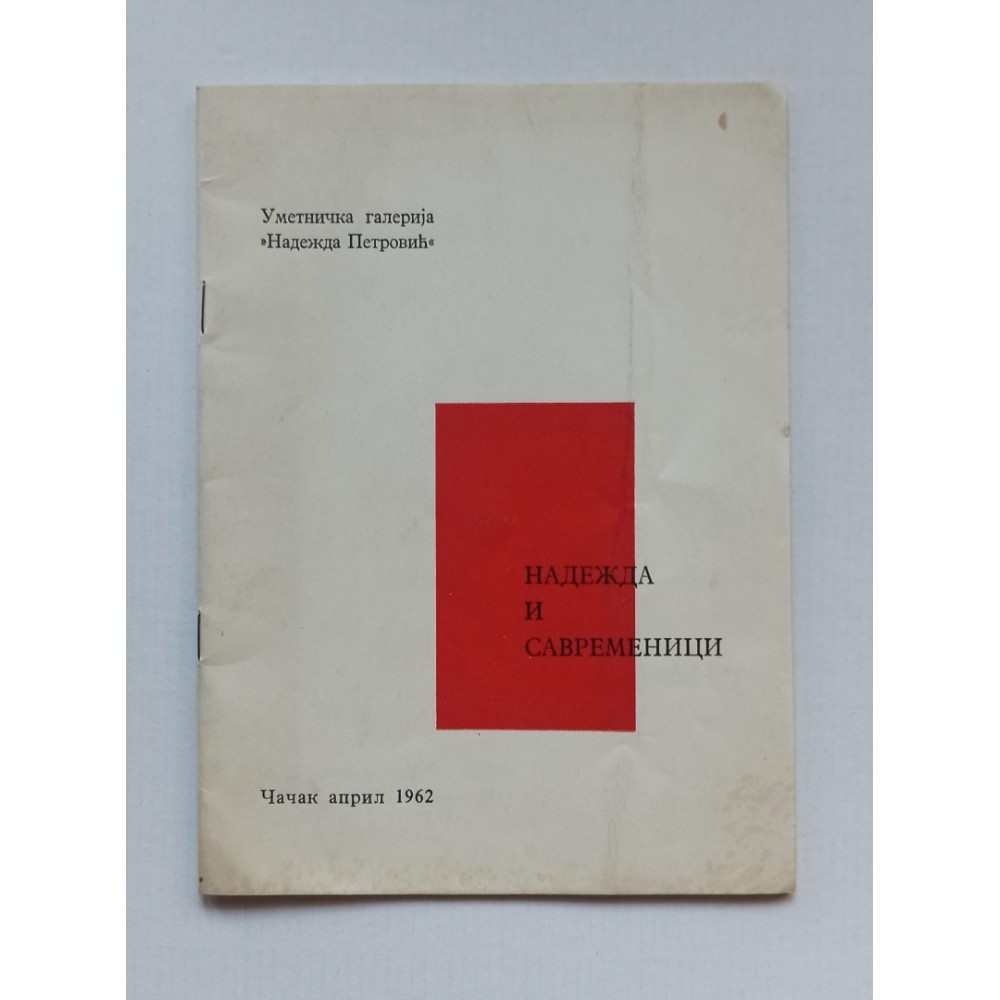 Уметничка галерија
»Надежда Петровић«
НАДЕЖДА
И
САВРЕМЕНИЦИ
Чачак април 1962